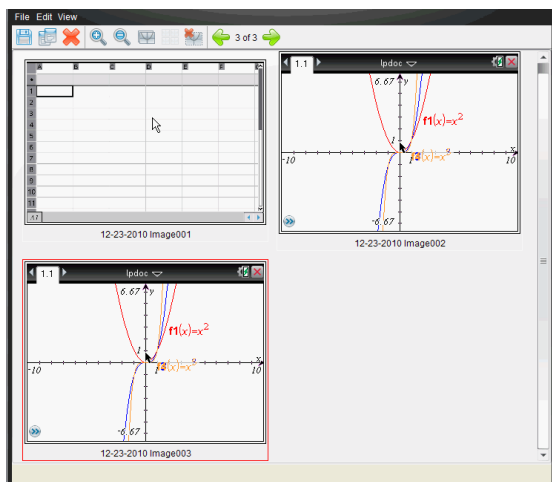 File Edit View
3 of 3
A B C D E F
1
2
3
4
5
6
7
8
9
10
11
A1
12-23-2010 Image001
1.1 lpdoc
6.67 y
f1(x)=x²
1
x
-10 10
-6.67
12-23-2010 Image002
1.1 lpdoc
6.67 y
f1(x)=x²
1
x
-10 10
-6.67
12-23-2010 Image003